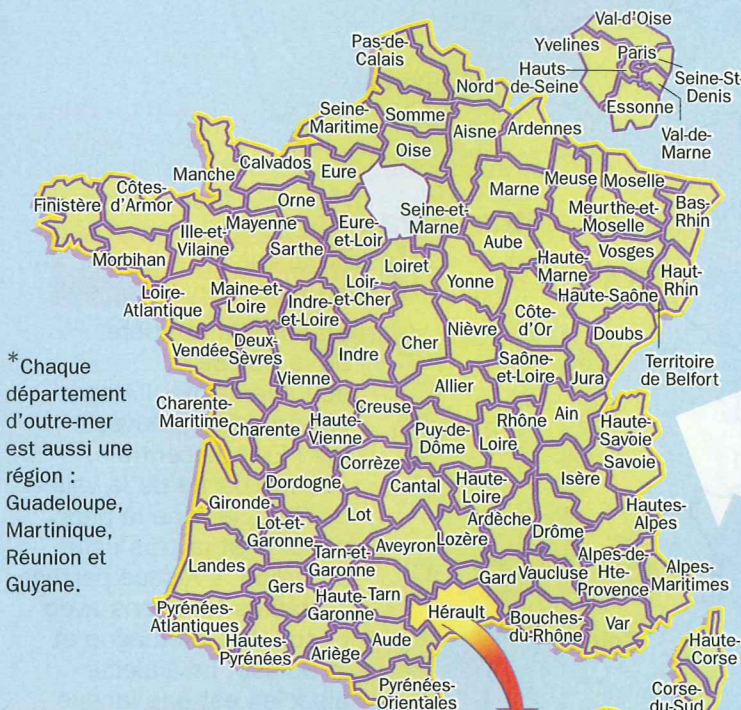 Val-d'Oise
Yvelines
Paris
Hauts-
de-Seine
Seine-St-
Denis
Essonne
Val-de-
Marne
Pas-de-
Calais
Nord
Seine-
Maritime
Somme
Aisne
Ardennes
Oise
Manche
Calvados
Eure
Marne
Meuse
Moselle
Finistère
Côtes-
d'Armor
Orne
Seine-et-
Marne
Meurthe-et-
Moselle
Bas-
Rhin
Ille-et-
Vilaine
Mayenne
Eure-
et-Loir
Aube
Vosges
Morbihan
Sarthe
Loiret
Yonne
Haute-
Marne
Haut-
Rhin
Loire-
Atlantique
Maine-et-
Loire
Indre-
et-Loire
Loir-
et-Cher
Haute-Saône
Côte-
d'Or
Vendée
Deux-
Sèvres
Indre
Cher
Nièvre
Doubs
Territoire
de Belfort
*Chaque
département
d'outre-mer
est aussi une
région :
Guadeloupe,
Martinique,
Réunion et
Guyane.
Vienne
Allier
Saône-
et-Loire
Jura
Charente-
Maritime
Charente
Haute-
Vienne
Creuse
Puy-de-
Dôme
Loire
Rhône
Ain
Haute-
Savoie
Savoie
Corrèze
Dordogne
Cantal
Haute-
Loire
Isère
Gironde
Lot
Ardèche
Drôme
Hautes-
Alpes
Lot-et-
Garonne
Landes
Tarn-et-
Garonne
Aveyron
Lozère
Gard
Vaucluse
Alpes-de-
Hte-
Provence
Alpes-
Maritimes
Gers
Haute-
Garonne
Tarn
Hérault
Bouches-
du-Rhône
Var
Pyrénées-
Atlantiques
Hautes-
Pyrénées
Ariège
Aude
Pyrénées-
Orientales
Haute-
Corse
Corse-
du-Sud